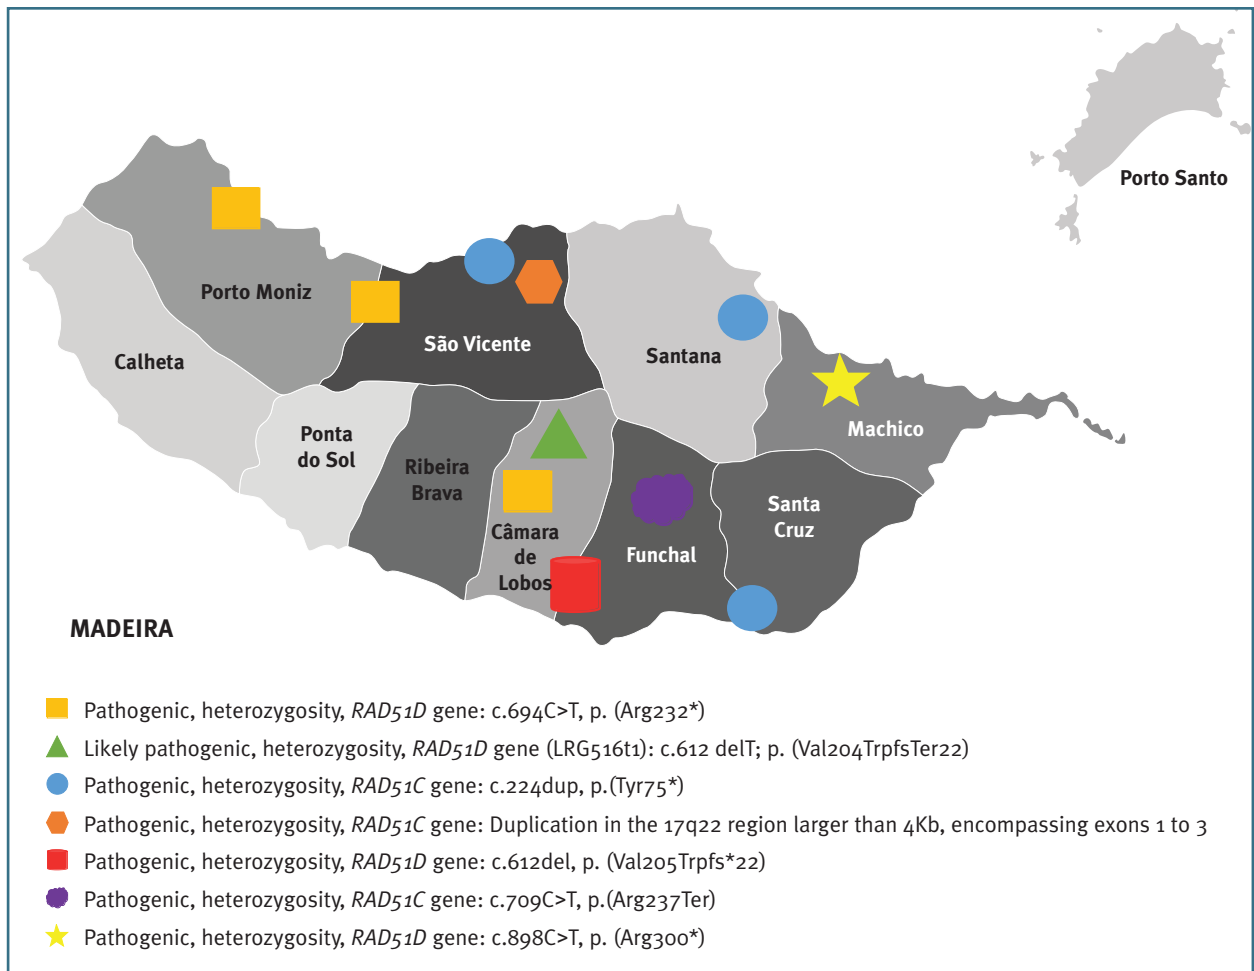 Porto Santo
Porto Moniz
Calheta
São Vicente
Santana
Machico
Ponta
do Sol
Ribeira
Brava
Câmara
de
Lobos
Funchal
Santa
Cruz
MADEIRA
Pathogenic, heterozygosity, RAD51D gene: c.694C>T, p. (Arg232*)
Likely pathogenic, heterozygosity, RAD51D gene (LRG516t1): c.612 delT; p. (Val204TrpfsTer22)
Pathogenic, heterozygosity, RAD51C gene: c.224dup, p.(Tyr75*)
Pathogenic, heterozygosity, RAD51C gene: Duplication in the 17q22 region larger than 4Kb, encompassing exons 1 to 3
Pathogenic, heterozygosity, RAD51D gene: c.612del, p. (Val205Trpfs*22)
Pathogenic, heterozygosity, RAD51C gene: c.709C>T, p.(Arg237Ter)
Pathogenic, heterozygosity, RAD51D gene: c.898C>T, p. (Arg300*)